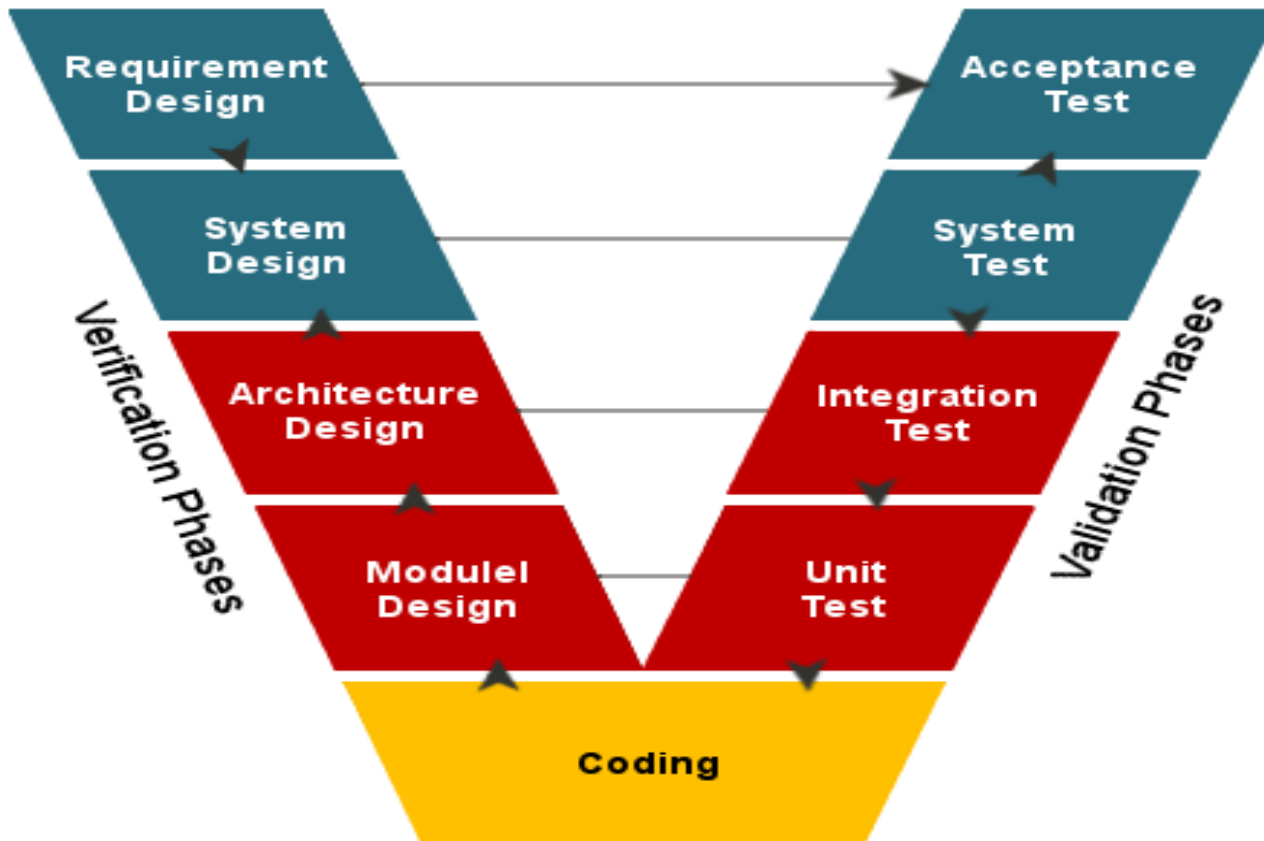 Requirement
Design
Acceptance
Test
System
Design
System
Test
Verification Phases
Validation Phases
Architecture
Design
Integration
Test
Modulel
Design
Unit
Test
Coding